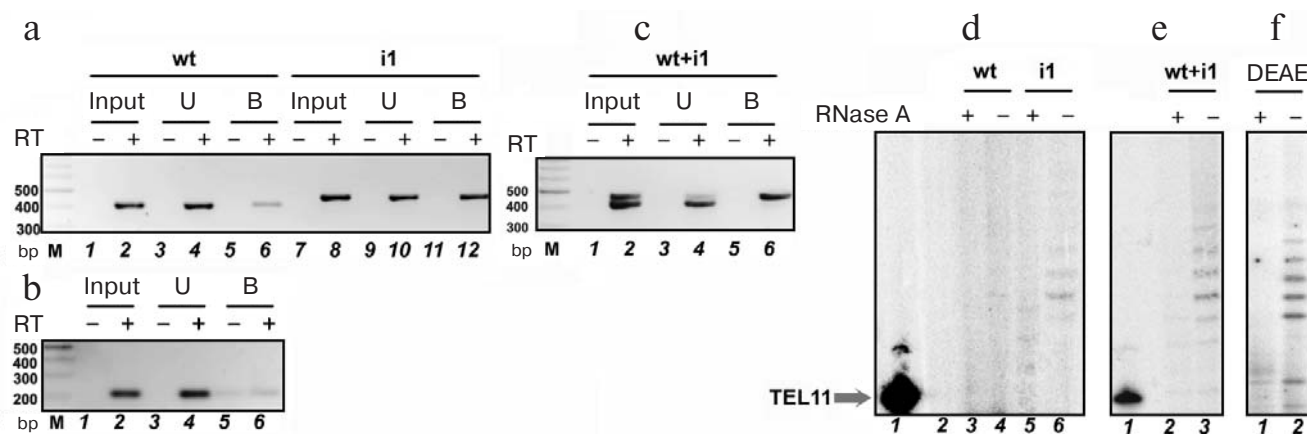 a
wt i1
Input U B Input U B
RT – + – + – + – + – + – +
500
400
300
bp M 1 2 3 4 5 6 7 8 9 10 11 12
b
Input U B
RT – + – + – +
500
400
300
200
bp M 1 2 3 4 5 6
c
wt+i1
Input U B
RT – + – + – +
500
400
300
bp M 1 2 3 4 5 6
d
wt i1
RNase A + – + –
TEL11
1 2 3 4 5 6
e
wt+i1
+ –
1 2 3
f
DEAE
+ –
1 2